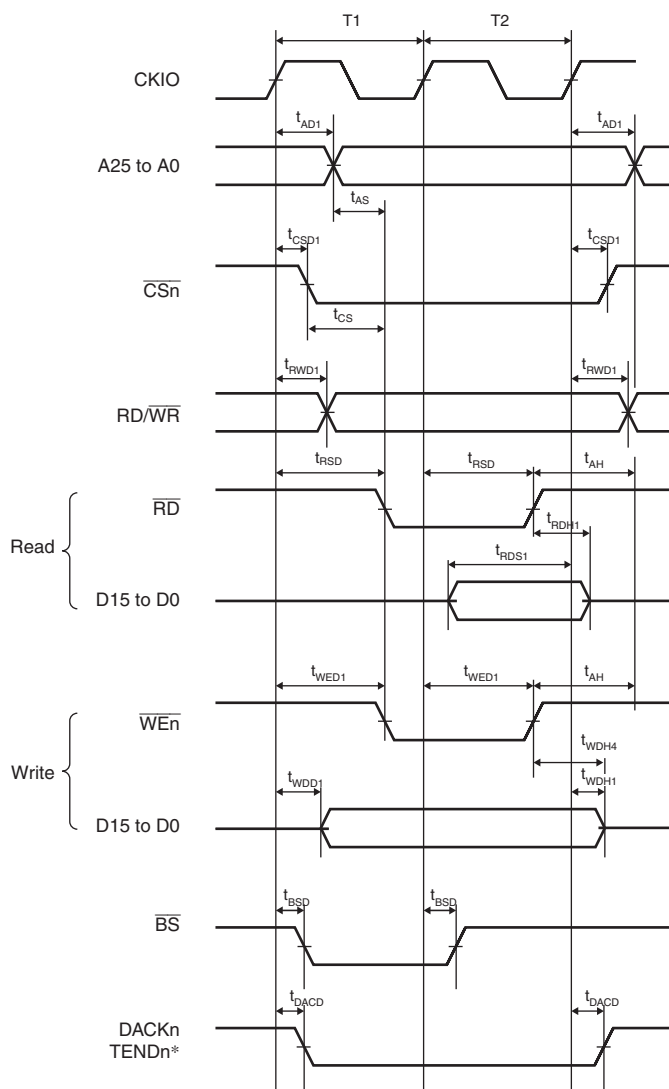 T1 T2
CKIO
tAD1 tAD1
A25 to A0
tAS
tCSD1 tCSD1
CSn
tCS
tRWD1 tRWD1
RD/WR
tRSD tRSD tAH
RD
tRDH1
Read
tRDS1
D15 to D0
tWED1 tWED1 tAH
WEn
tWDH4
Write
tWDD1 tWDH1
D15 to D0
tBSD tBSD
BS
tDACD tDACD
DACKn
TENDn*